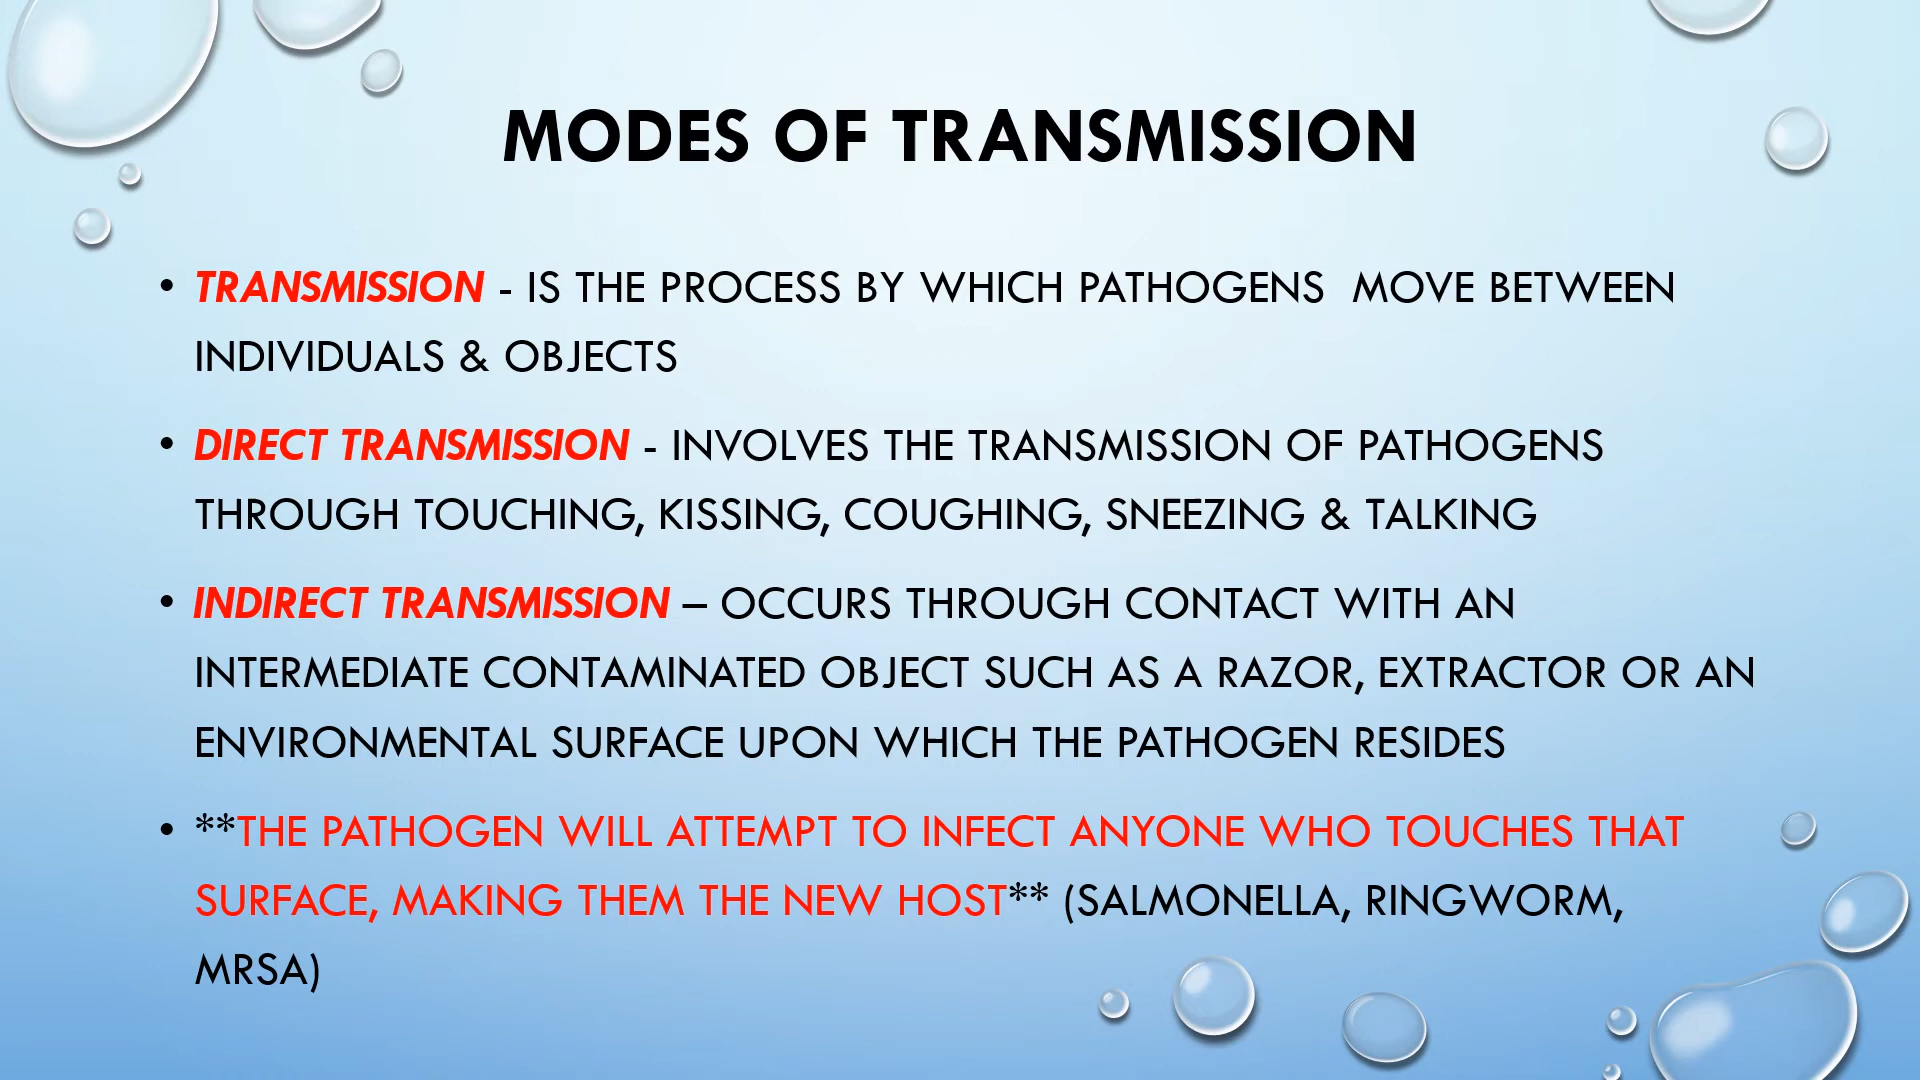 MODES OF TRANSMISSION
• TRANSMISSION - IS THE PROCESS BY WHICH PATHOGENS  MOVE BETWEEN
INDIVIDUALS & OBJECTS
• DIRECT TRANSMISSION - INVOLVES THE TRANSMISSION OF PATHOGENS
THROUGH TOUCHING, KISSING, COUGHING, SNEEZING & TALKING
• INDIRECT TRANSMISSION – OCCURS THROUGH CONTACT WITH AN
INTERMEDIATE CONTAMINATED OBJECT SUCH AS A RAZOR, EXTRACTOR OR AN
ENVIRONMENTAL SURFACE UPON WHICH THE PATHOGEN RESIDES
• **THE PATHOGEN WILL ATTEMPT TO INFECT ANYONE WHO TOUCHES THAT
SURFACE, MAKING THEM THE NEW HOST** (SALMONELLA, RINGWORM,
MRSA)